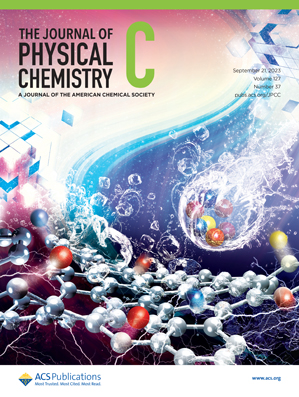 THE JOURNAL OF
PHYSICAL
CHEMISTRY
C
A JOURNAL OF THE AMERICAN CHEMICAL SOCIETY
September 21, 2023
Volume 127
Number 37
pubs.acs.org/JPCC
ACS Publications
Most Trusted. Most Cited. Most Read.
www.acs.org